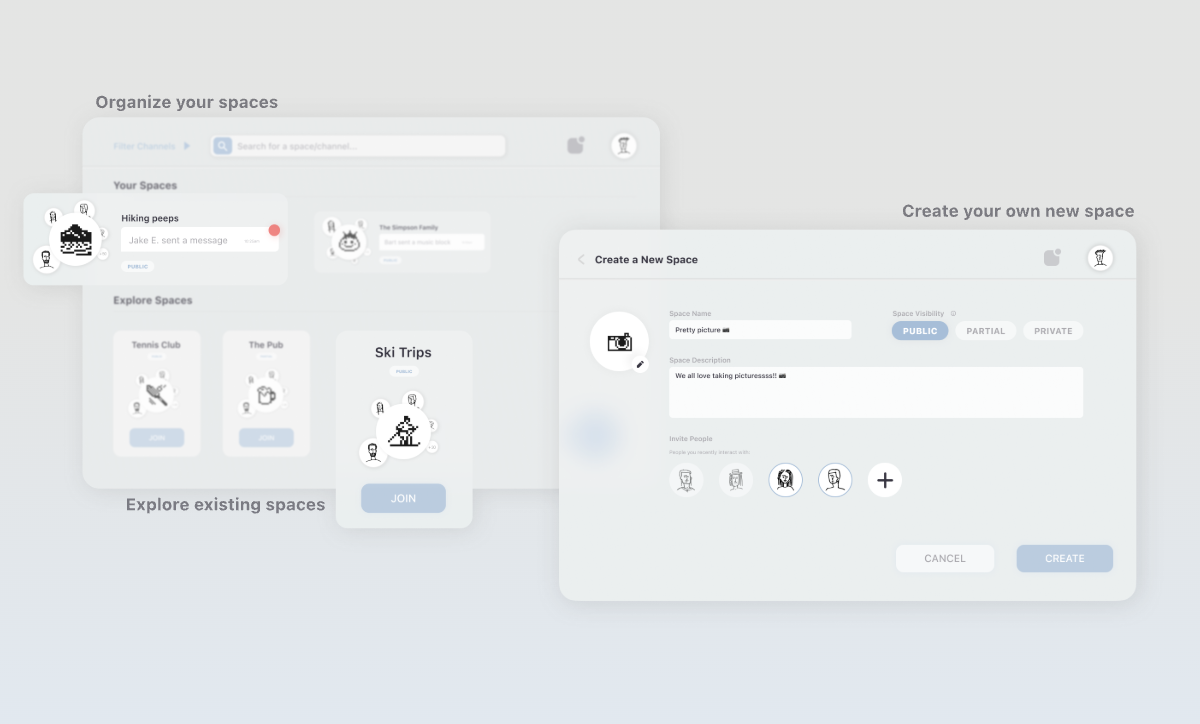 Organize your spaces
Filter Channels
Search for a space/channel...
Your Spaces
Hiking peeps
Jake E. sent a message
PUBLIC
The Simpson Family
Bart sent a music block
Explore Spaces
Tennis Club
JOIN
The Pub
JOIN
Ski Trips
PUBLIC
JOIN
Explore existing spaces
Create your own new space
Create a New Space
Space Name
Pretty picture
Space Visibility
PUBLIC
PARTIAL
PRIVATE
Space Description
We all love taking picturessss!!
Invite People
People you recently interact with.
CANCEL
CREATE